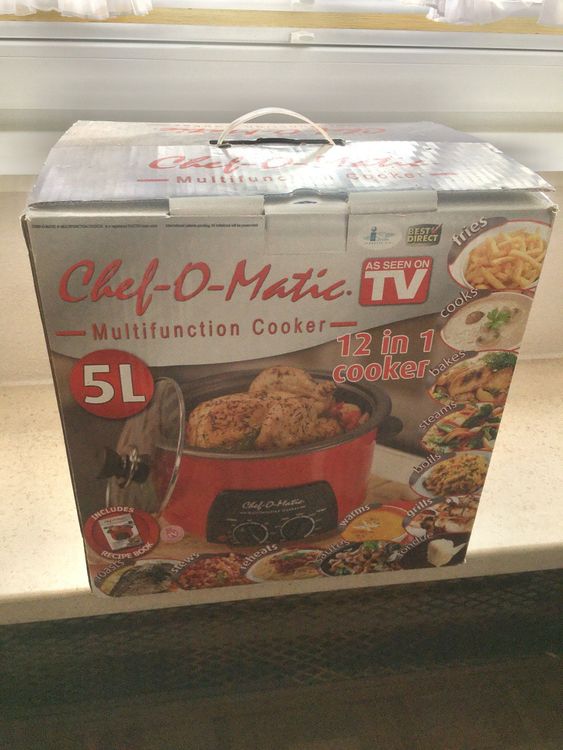 Chef-O-Matic
Multifunction Cooker
BEST
DIRECT
Chef-O-Matic
Multifunction Cooker
AS SEEN ON
TV
12 in 1
cooker
5L
fries
cooks
bakes
steams
boils
grills
fondue
warms
reheats
stews
roasts
Chef-O-Matic
INCLUDES
RECIPE BOOK